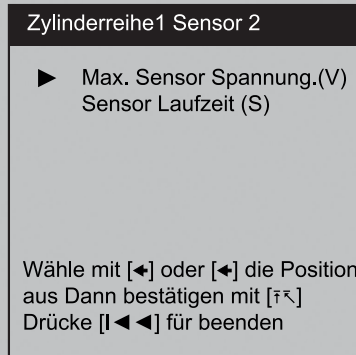 Zylinderreihe1 Sensor 2
► Max. Sensor Spannung.(V)
Sensor Laufzeit (S)
Wähle mit [🡸] oder [🡸] die Position
aus Dann bestätigen mit [⤒↖]
Drücke [I◄◄] für beenden